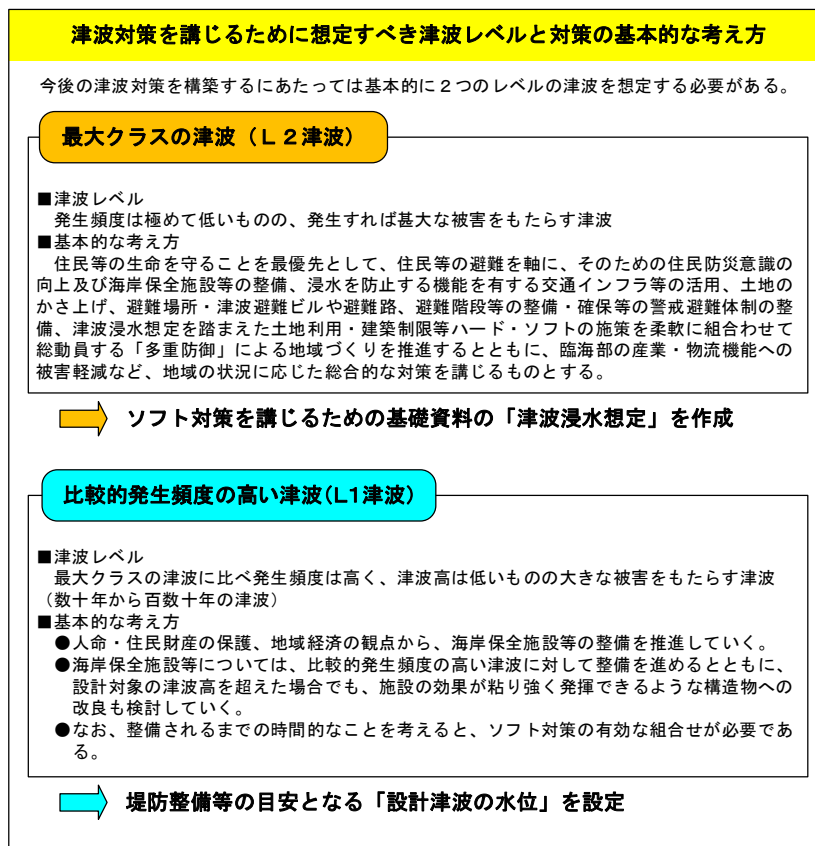 津波対策を講じるために想定すべき津波レベルと対策の基本的な考え方
今後の津波対策を構築するにあたっては基本的に２つのレベルの津波を想定する必要がある。
最大クラスの津波（Ｌ２津波）
■津波レベル
発生頻度は極めて低いものの、発生すれば甚大な被害をもたらす津波
■基本的な考え方
住民等の生命を守ることを最優先として、住民等の避難を軸に、そのための住民防災意識の
向上及び海岸保全施設等の整備、浸水を防止する機能を有する交通インフラ等の活用、土地の
かさ上げ、避難場所・津波避難ビルや避難路、避難階段等の整備・確保等の警戒避難体制の整
備、津波浸水想定を踏まえた土地利用・建築制限等ハード・ソフトの施策を柔軟に組合わせて
総動員する「多重防御」による地域づくりを推進するとともに、臨海部の産業・物流機能への
被害軽減など、地域の状況に応じた総合的な対策を講じるものとする。
ソフト対策を講じるための基礎資料の「津波浸水想定」を作成
比較的発生頻度の高い津波(L1津波)
■津波レベル
最大クラスの津波に比べ発生頻度は高く、津波高は低いものの大きな被害をもたらす津波
（数十年から百数十年の津波）
■基本的な考え方
●人命・住民財産の保護、地域経済の観点から、海岸保全施設等の整備を推進していく。
●海岸保全施設等については、比較的発生頻度の高い津波に対して整備を進めるとともに、
設計対象の津波高を超えた場合でも、施設の効果が粘り強く発揮できるような構造物への
改良も検討していく。
●なお、整備されるまでの時間的なことを考えると、ソフト対策の有効な組合せが必要であ
る。
堤防整備等の目安となる「設計津波の水位」を設定